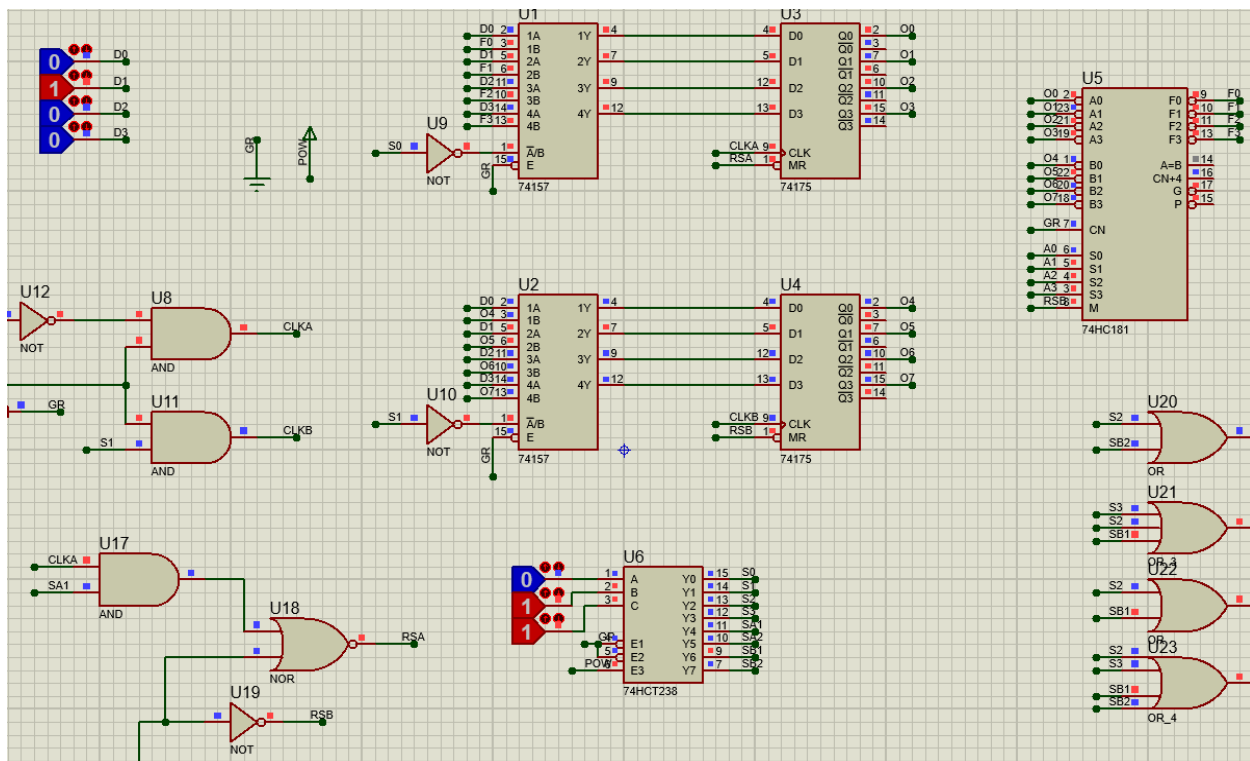 U1
D0 2 1A 1Y 4
F0 3 1B
D1 5 2A 2Y 7
F1 6 2B
D2 11 3A 3Y 9
F2 10 3B
D3 14 4A 4Y 12
F3 13 4B
1 A/B
15 E
GR
74157
U3
4 D0 Q0 2 O0
Q0 3
5 D1 Q1 7 O1
Q1 6
12 D2 Q2 10 O2
Q2 11
13 D3 Q3 15 O3
Q3 14
CLKA 9 CLK
RSA 1 MR
74175
0 D0
1 D1
0 D2
0 D3
GR
POW
U9
S0
NOT
U5
O0 2 A0 F0 9 F0
O1 23 A1 F1 10 F1
O2 21 A2 F2 11 F2
O3 19 A3 F3 13 F3
O4 1 B0 A=B 14
O5 22 B1 CN+4 16
O6 20 B2 G 17
O7 18 B3 P 15
GR 7 CN
A0 6 S0
A1 5 S1
A2 4 S2
A3 3 S3
RSB 8 M
74HC181
U12
NOT
U8
CLKA
AND
GR
U11
S1
CLKB
AND
U2
D0 2 1A 1Y 4
O4 3 1B
D1 5 2A 2Y 7
O5 6 2B
D2 11 3A 3Y 9
O6 10 3B
D3 14 4A 4Y 12
O7 13 4B
1 A/B
15 E
GR
74157
U10
S1
NOT
U4
4 D0 Q0 2 O4
Q0 3
5 D1 Q1 7 O5
Q1 6
12 D2 Q2 10 O6
Q2 11
13 D3 Q3 15 O7
Q3 14
CLKB 9 CLK
RSB 1 MR
74175
U20
S2
SB2
OR
U21
S3
S2
SB1
OR_3
U22
S2
SB1
OR
U23
S2
S3
SB1
SB2
OR_4
U17
CLKA
SA1
AND
U18
RSA
NOR
U19
RSB
NOT
U6
0 1 A Y0 15 S0
1 2 B Y1 14 S1
1 3 C Y2 13 S2
Y3 12 S3
Y4 11 SA1
GR 4 E1 Y5 10 SA2
5 E2 Y6 9 SB1
POW 6 E3 Y7 7 SB2
74HCT238